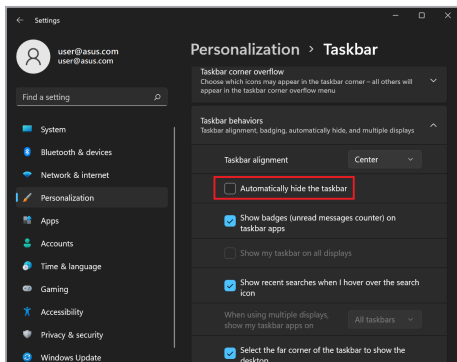 Settings
user@asus.com
user@asus.com
Find a setting
System
Bluetooth & devices
Network & internet
Personalization
Apps
Accounts
Time & language
Gaming
Accessibility
Privacy & security
Windows Update
Personalization > Taskbar
Taskbar corner overflow
Choose which icons may appear in the taskbar corner – all others will
appear in the taskbar corner overflow menu
Taskbar behaviors
Taskbar alignment, badging, automatically hide, and multiple displays
Taskbar alignment
Center
Automatically hide the taskbar
Show badges (unread messages counter) on
taskbar apps
Show my taskbar on all displays
Show recent searches when I hover over the search
icon
When using multiple displays,
show my taskbar apps on
All taskbars
Select the far corner of the taskbar to show the
desktop